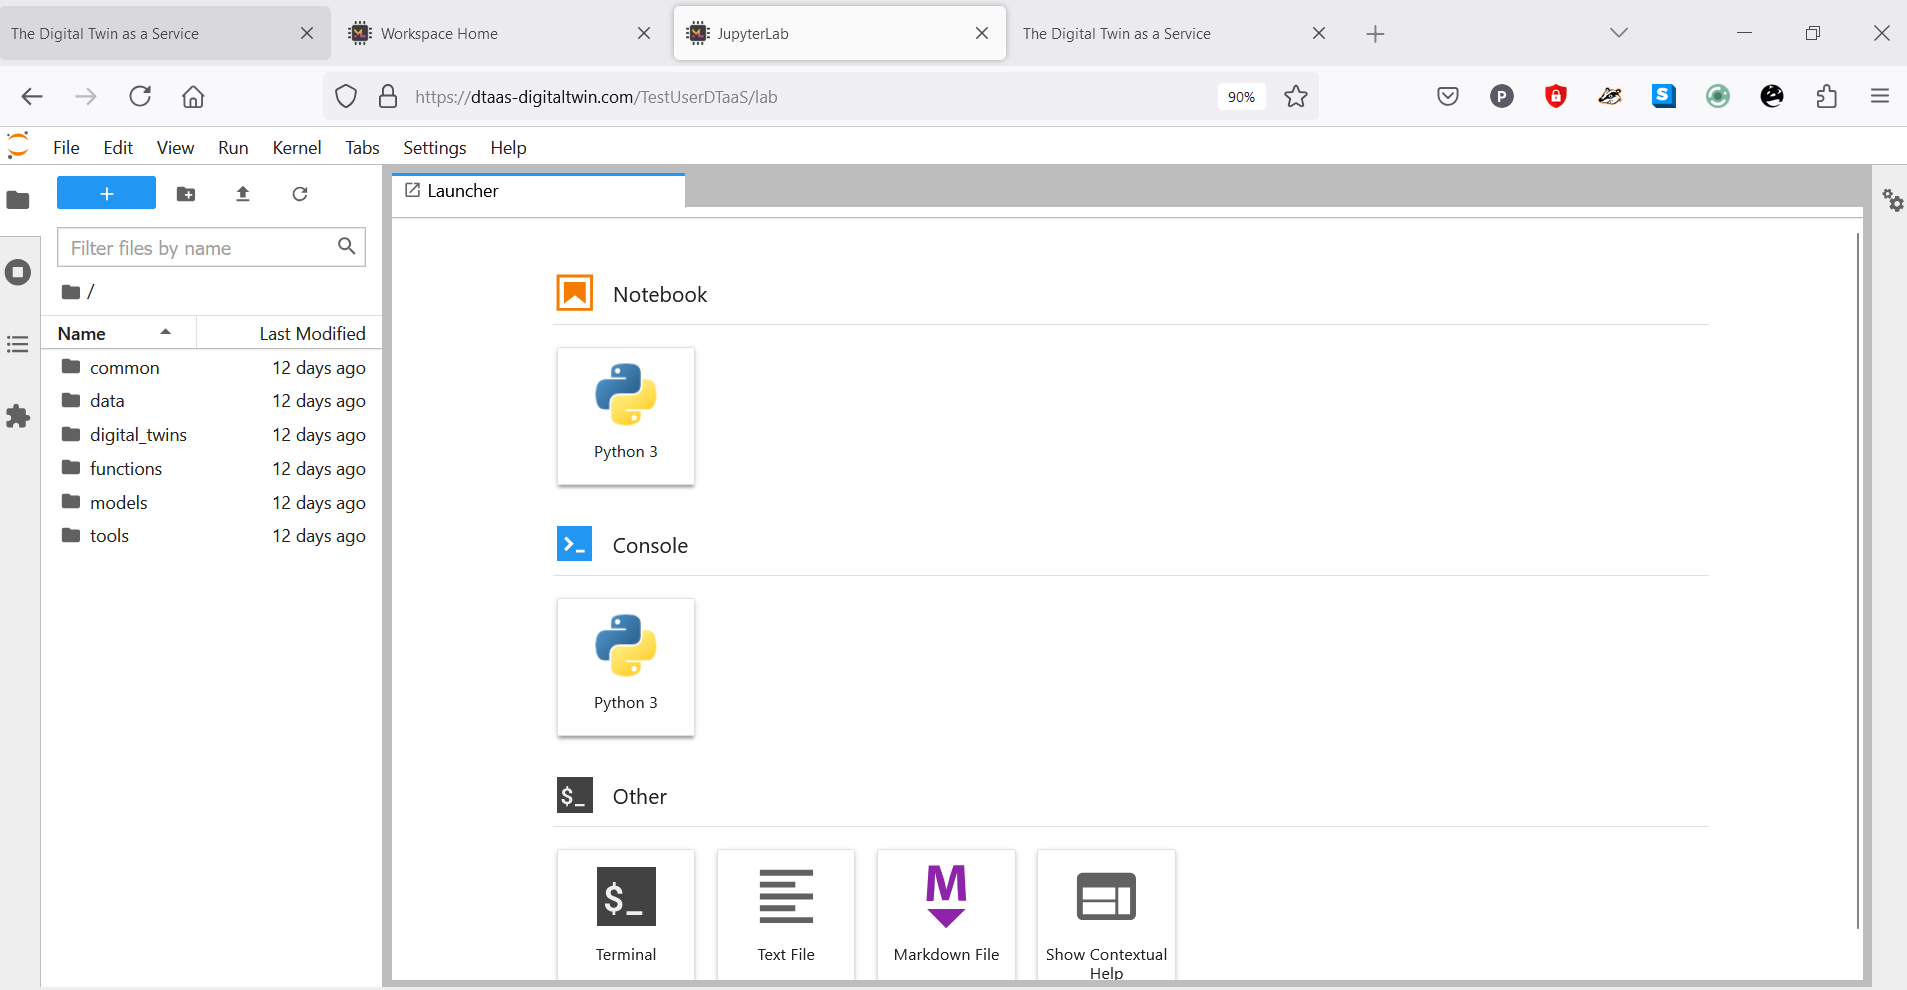 The Digital Twin as a Service
Workspace Home
JupyterLab
The Digital Twin as a Service
https://dtaas-digitaltwin.com/TestUserDTaaS/lab
90%
P
S
File Edit View Run Kernel Tabs Settings Help
+
Launcher
Filter files by name
/
Name Last Modified
common 12 days ago
data 12 days ago
digital_twins 12 days ago
functions 12 days ago
models 12 days ago
tools 12 days ago
Notebook
Python 3
>_ Console
Python 3
$_ Other
$_
M
Terminal
Text File
Markdown File
Show Contextual
Help